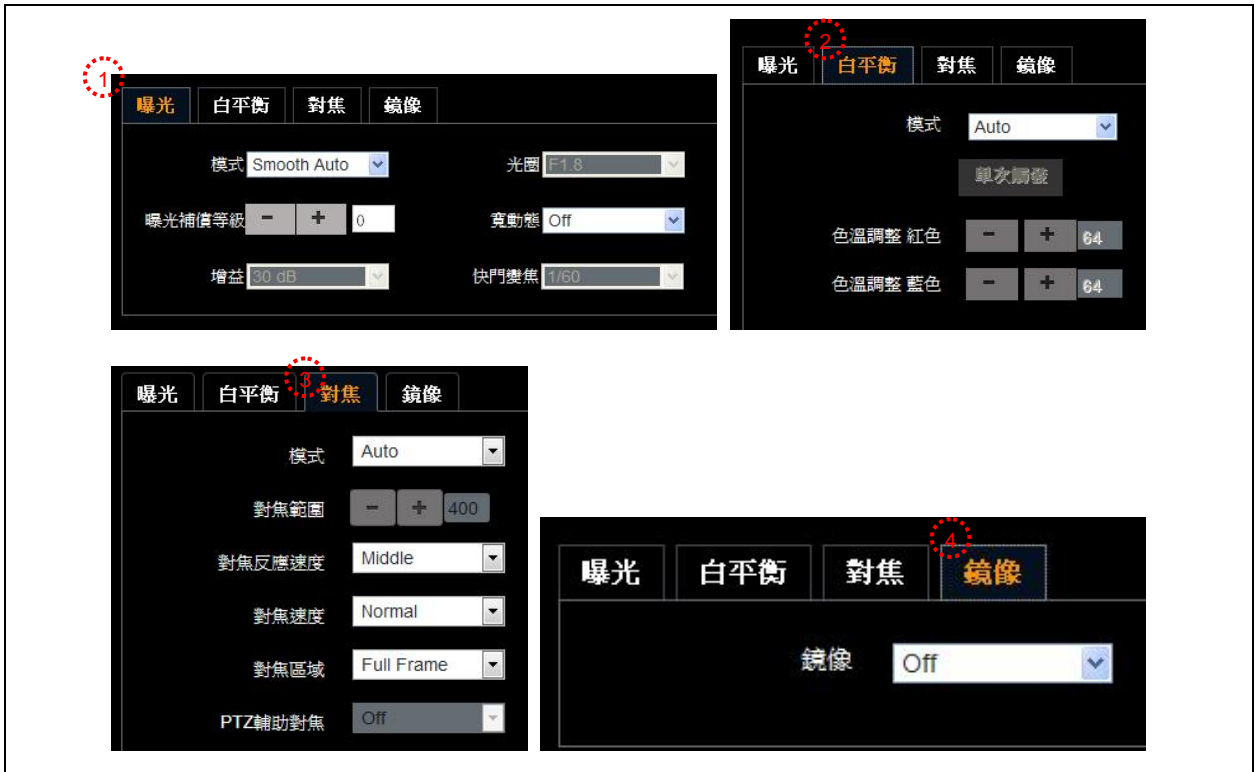 1
曝光 白平衡 對焦 鏡像
模式 Smooth Auto 光圈 F1.8
曝光補償等級 - + 0 寬動態 Off
增益 30 dB 快門變焦 1/60
2
曝光 白平衡 對焦 鏡像
模式 Auto
單次觸發
色溫調整 紅色 - + 64
色溫調整 藍色 - + 64
3
曝光 白平衡 對焦 鏡像
模式 Auto
對焦範圍 - + 400
對焦反應速度 Middle
對焦速度 Normal
對焦區域 Full Frame
PTZ輔助對焦 Off
4
曝光 白平衡 對焦 鏡像
鏡像 Off